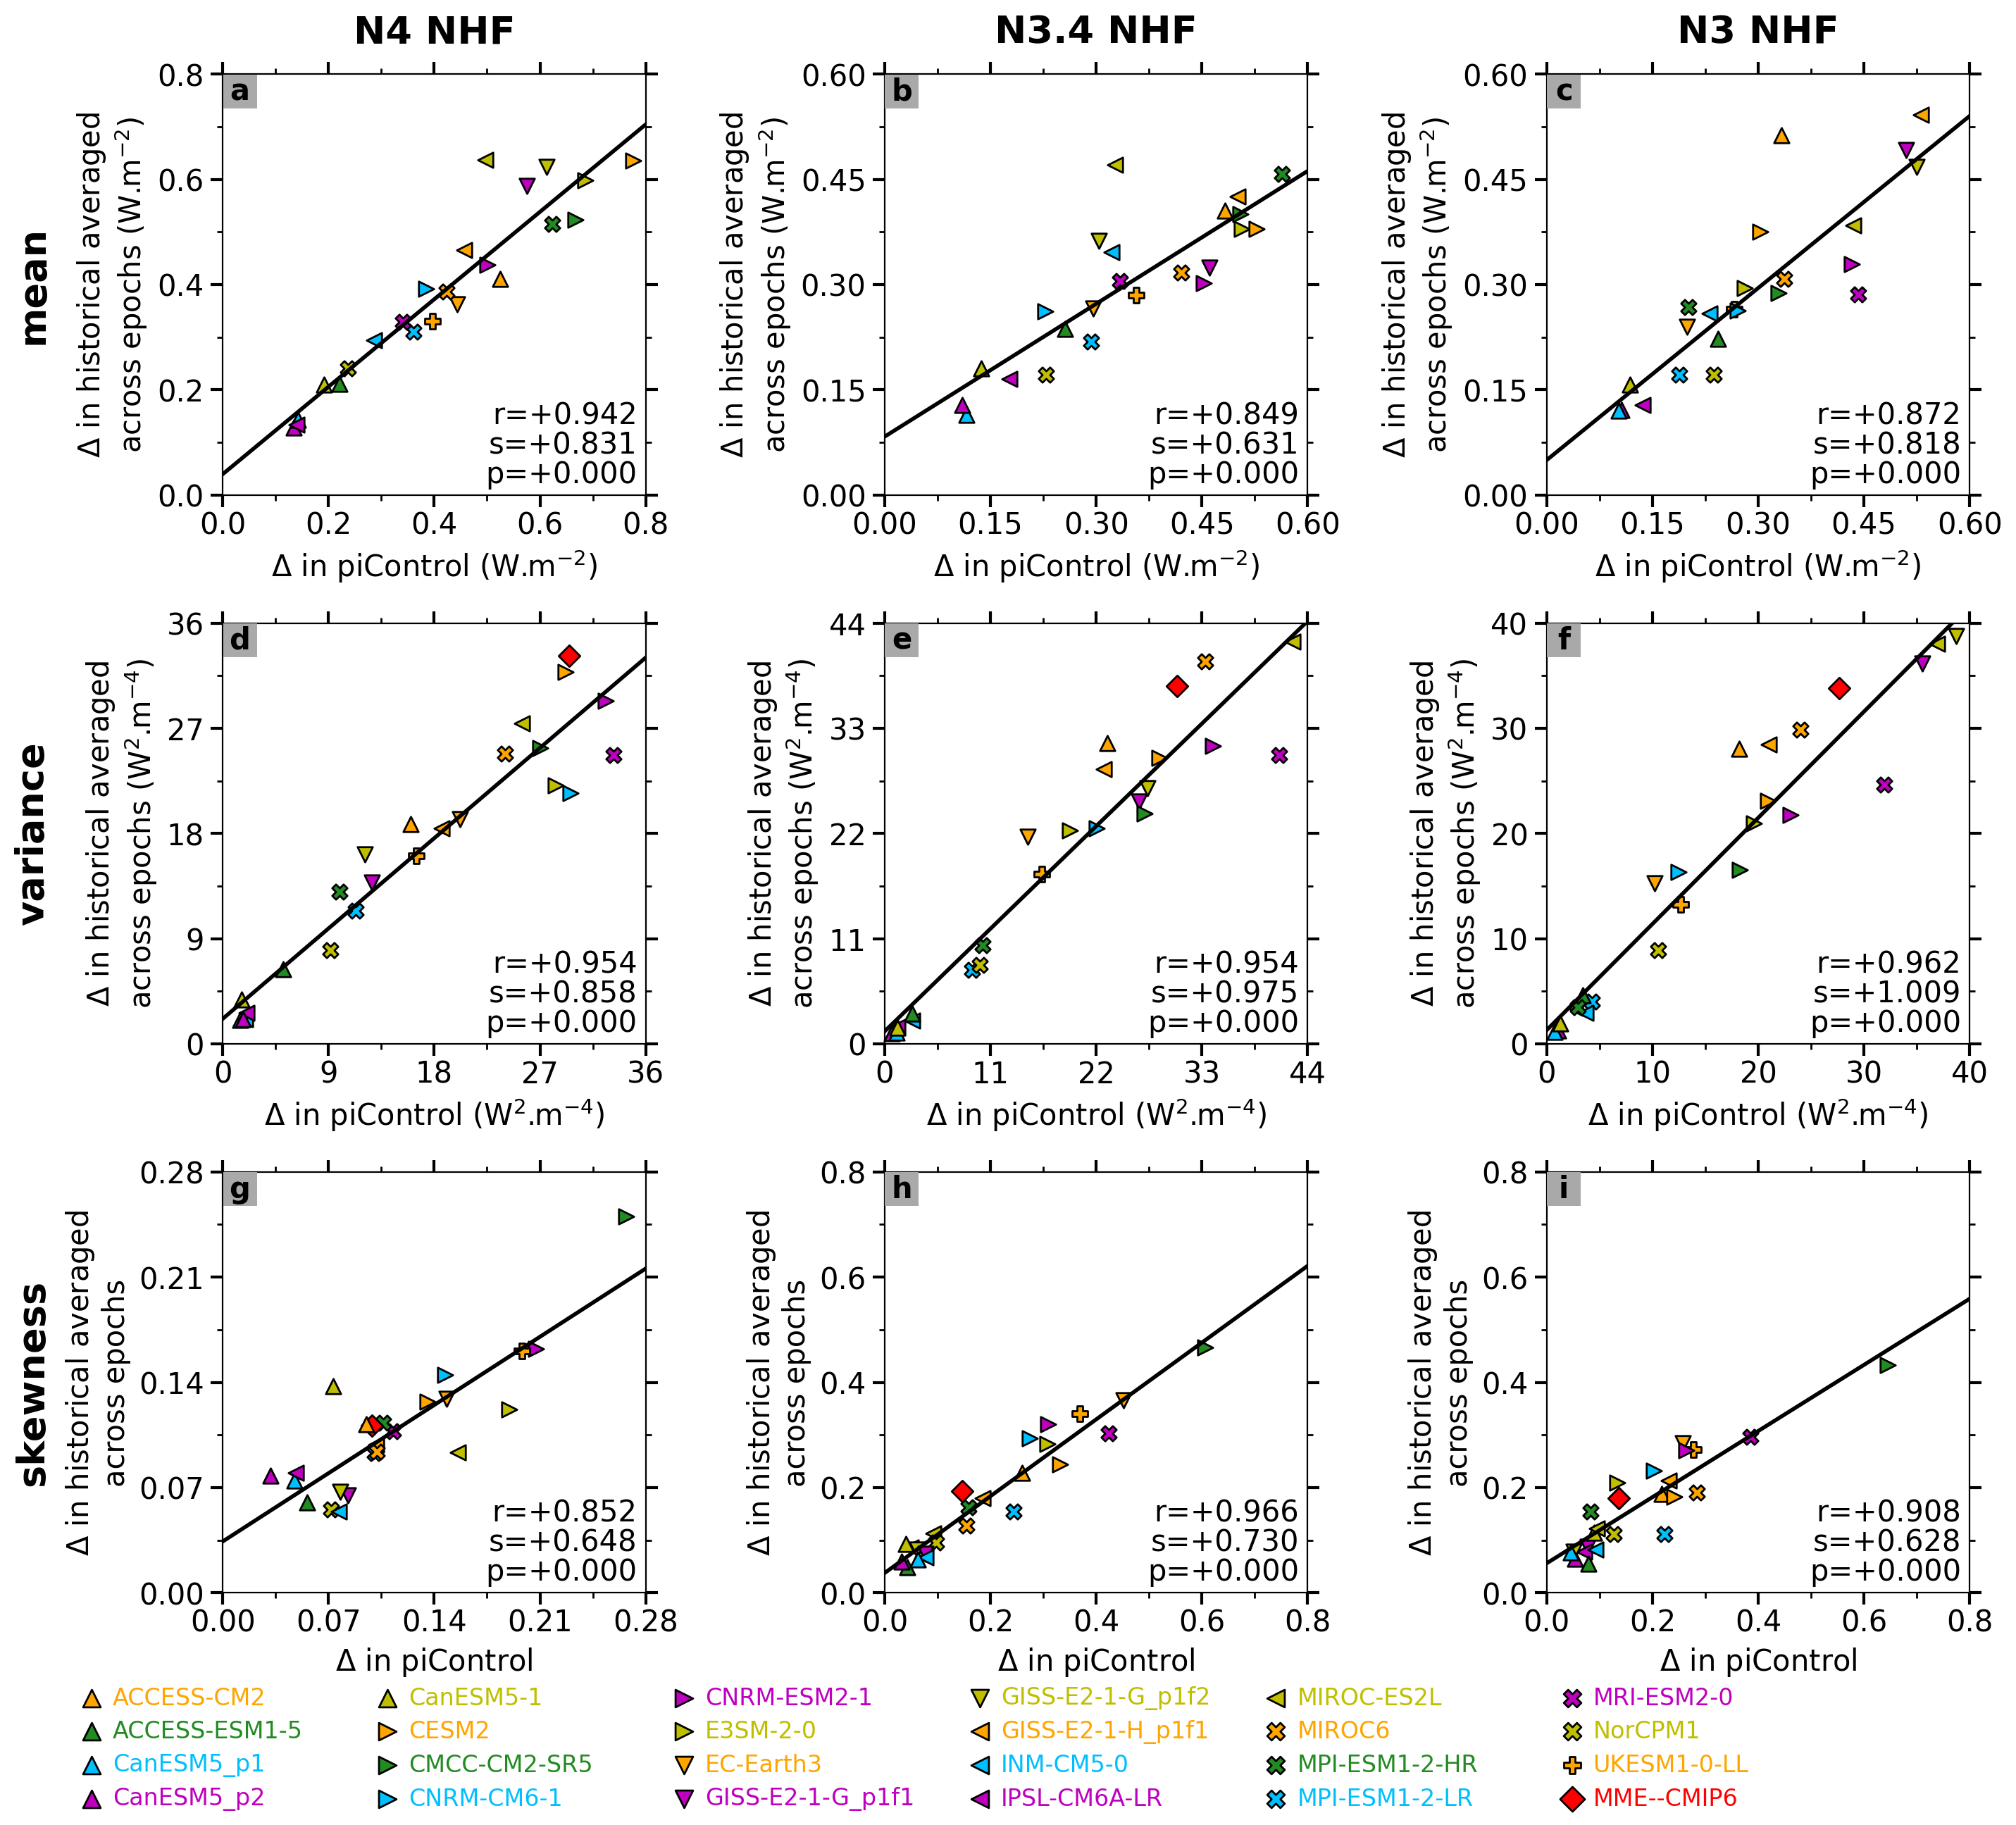 N4 NHF
N3.4 NHF
N3 NHF
mean
a
Δ in historical averaged
across epochs (W.m⁻²)
0.8
0.6
0.4
0.2
0.0
r=+0.942
s=+0.831
p=+0.000
0.0 0.2 0.4 0.6 0.8
Δ in piControl (W.m⁻²)
b
Δ in historical averaged
across epochs (W.m⁻²)
0.60
0.45
0.30
0.15
0.00
r=+0.849
s=+0.631
p=+0.000
0.00 0.15 0.30 0.45 0.60
Δ in piControl (W.m⁻²)
c
Δ in historical averaged
across epochs (W.m⁻²)
0.60
0.45
0.30
0.15
0.00
r=+0.872
s=+0.818
p=+0.000
0.00 0.15 0.30 0.45 0.60
Δ in piControl (W.m⁻²)
variance
d
Δ in historical averaged
across epochs (W².m⁻⁴)
36
27
18
9
0
r=+0.954
s=+0.858
p=+0.000
0 9 18 27 36
Δ in piControl (W².m⁻⁴)
e
Δ in historical averaged
across epochs (W².m⁻⁴)
44
33
22
11
0
r=+0.954
s=+0.975
p=+0.000
0 11 22 33 44
Δ in piControl (W².m⁻⁴)
f
Δ in historical averaged
across epochs (W².m⁻⁴)
40
30
20
10
0
r=+0.962
s=+1.009
p=+0.000
0 10 20 30 40
Δ in piControl (W².m⁻⁴)
skewness
g
Δ in historical averaged
across epochs
0.28
0.21
0.14
0.07
0.00
r=+0.852
s=+0.648
p=+0.000
0.00 0.07 0.14 0.21 0.28
Δ in piControl
h
Δ in historical averaged
across epochs
0.8
0.6
0.4
0.2
0.0
r=+0.966
s=+0.730
p=+0.000
0.0 0.2 0.4 0.6 0.8
Δ in piControl
i
Δ in historical averaged
across epochs
0.8
0.6
0.4
0.2
0.0
r=+0.908
s=+0.628
p=+0.000
0.0 0.2 0.4 0.6 0.8
Δ in piControl
ACCESS-CM2
ACCESS-ESM1-5
CanESM5_p1
CanESM5_p2
CanESM5-1
CESM2
CMCC-CM2-SR5
CNRM-CM6-1
CNRM-ESM2-1
E3SM-2-0
EC-Earth3
GISS-E2-1-G_p1f1
GISS-E2-1-G_p1f2
GISS-E2-1-H_p1f1
INM-CM5-0
IPSL-CM6A-LR
MIROC-ES2L
MIROC6
MPI-ESM1-2-HR
MPI-ESM1-2-LR
MRI-ESM2-0
NorCPM1
UKESM1-0-LL
MME--CMIP6